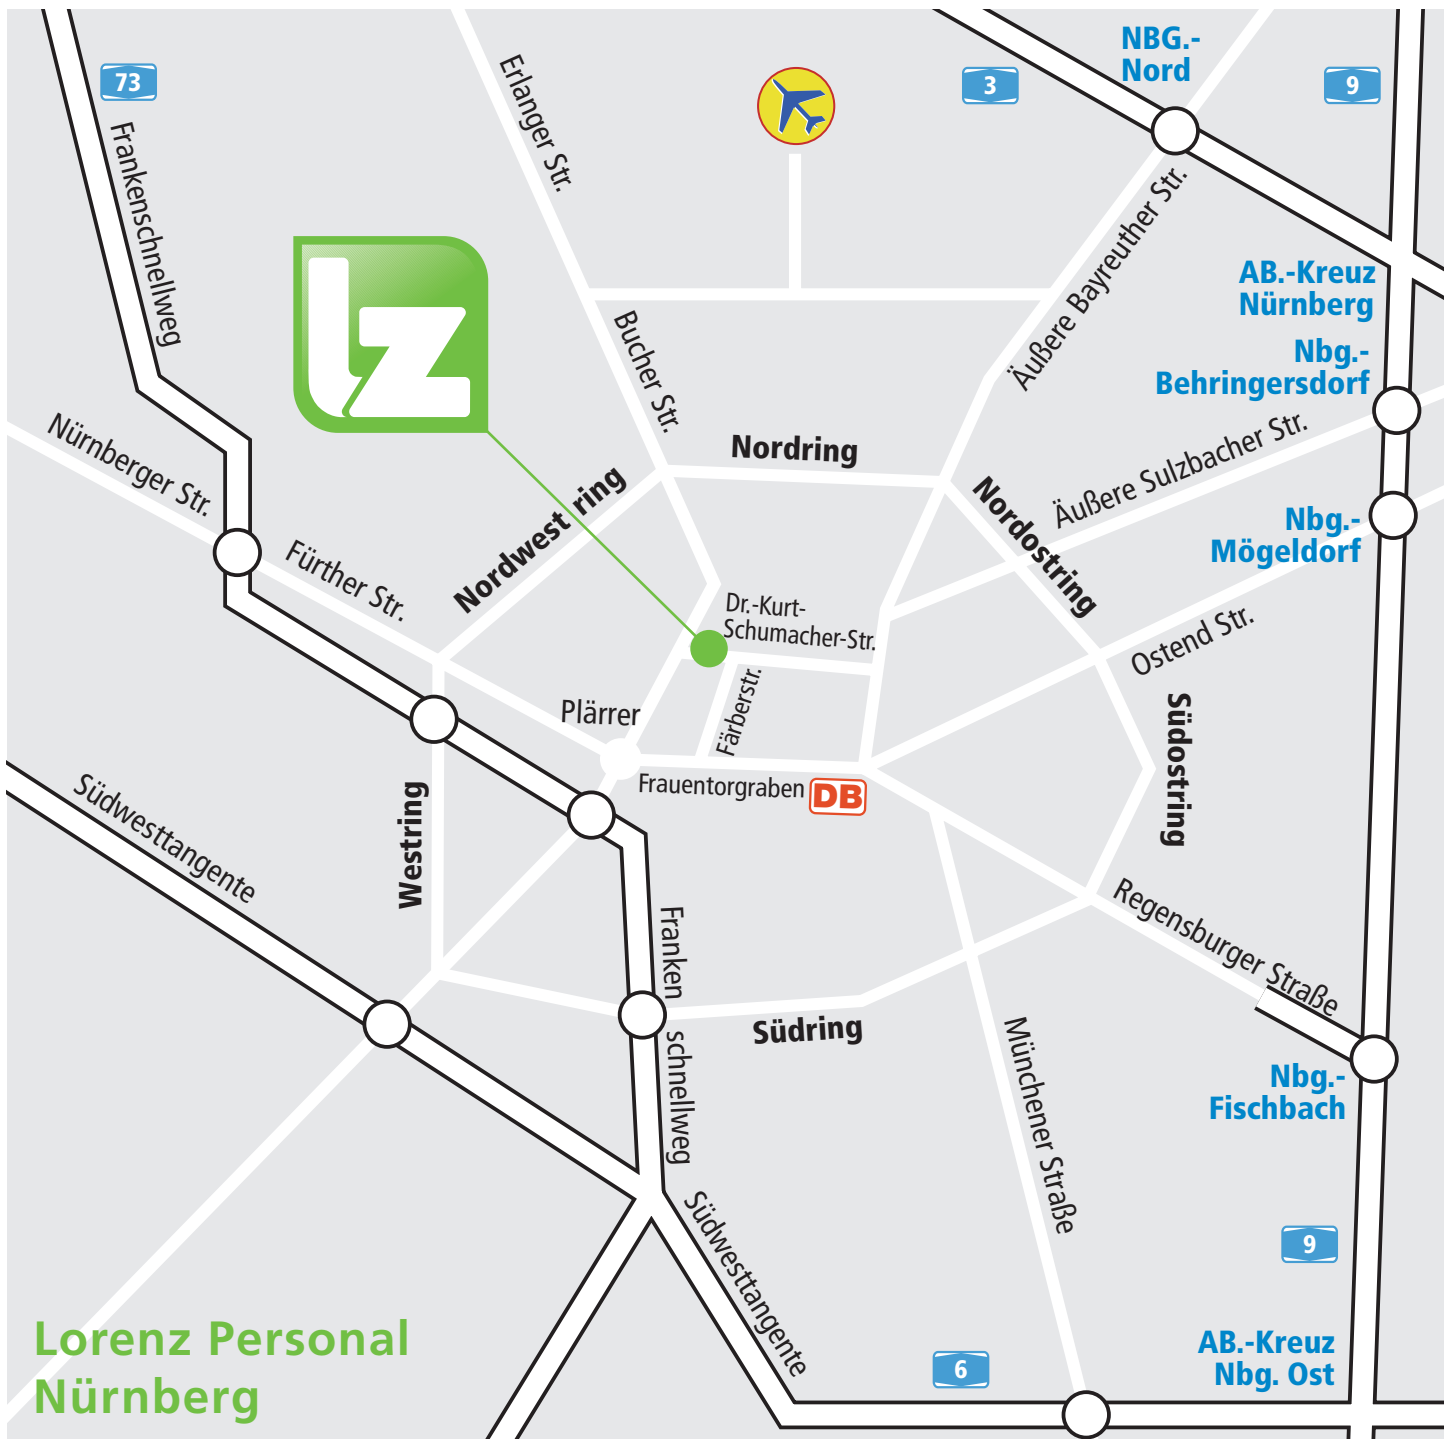 NBG.-
Nord
73
3
9
Erlanger Str.
Frankenschnellweg
Äußere Bayreuther Str.
AB.-Kreuz
Nürnberg
lz
Bucher Str.
Nbg.-
Behringersdorf
Nürnberger Str.
Nordring
Äußere Sulzbacher Str.
Nordwest ring
Nordostring
Nbg.-
Mögeldorf
Fürther Str.
Dr.-Kurt-
Schumacher-Str.
Ostend Str.
Plärrer
Färberstr.
Südostring
Frauentorgraben
DB
Westring
Südwesttangente
Regensburger Straße
Franken
schnellweg
Südring
Münchener Straße
Nbg.-
Fischbach
Südwesttangente
9
Lorenz Personal
Nürnberg
6
AB.-Kreuz
Nbg. Ost